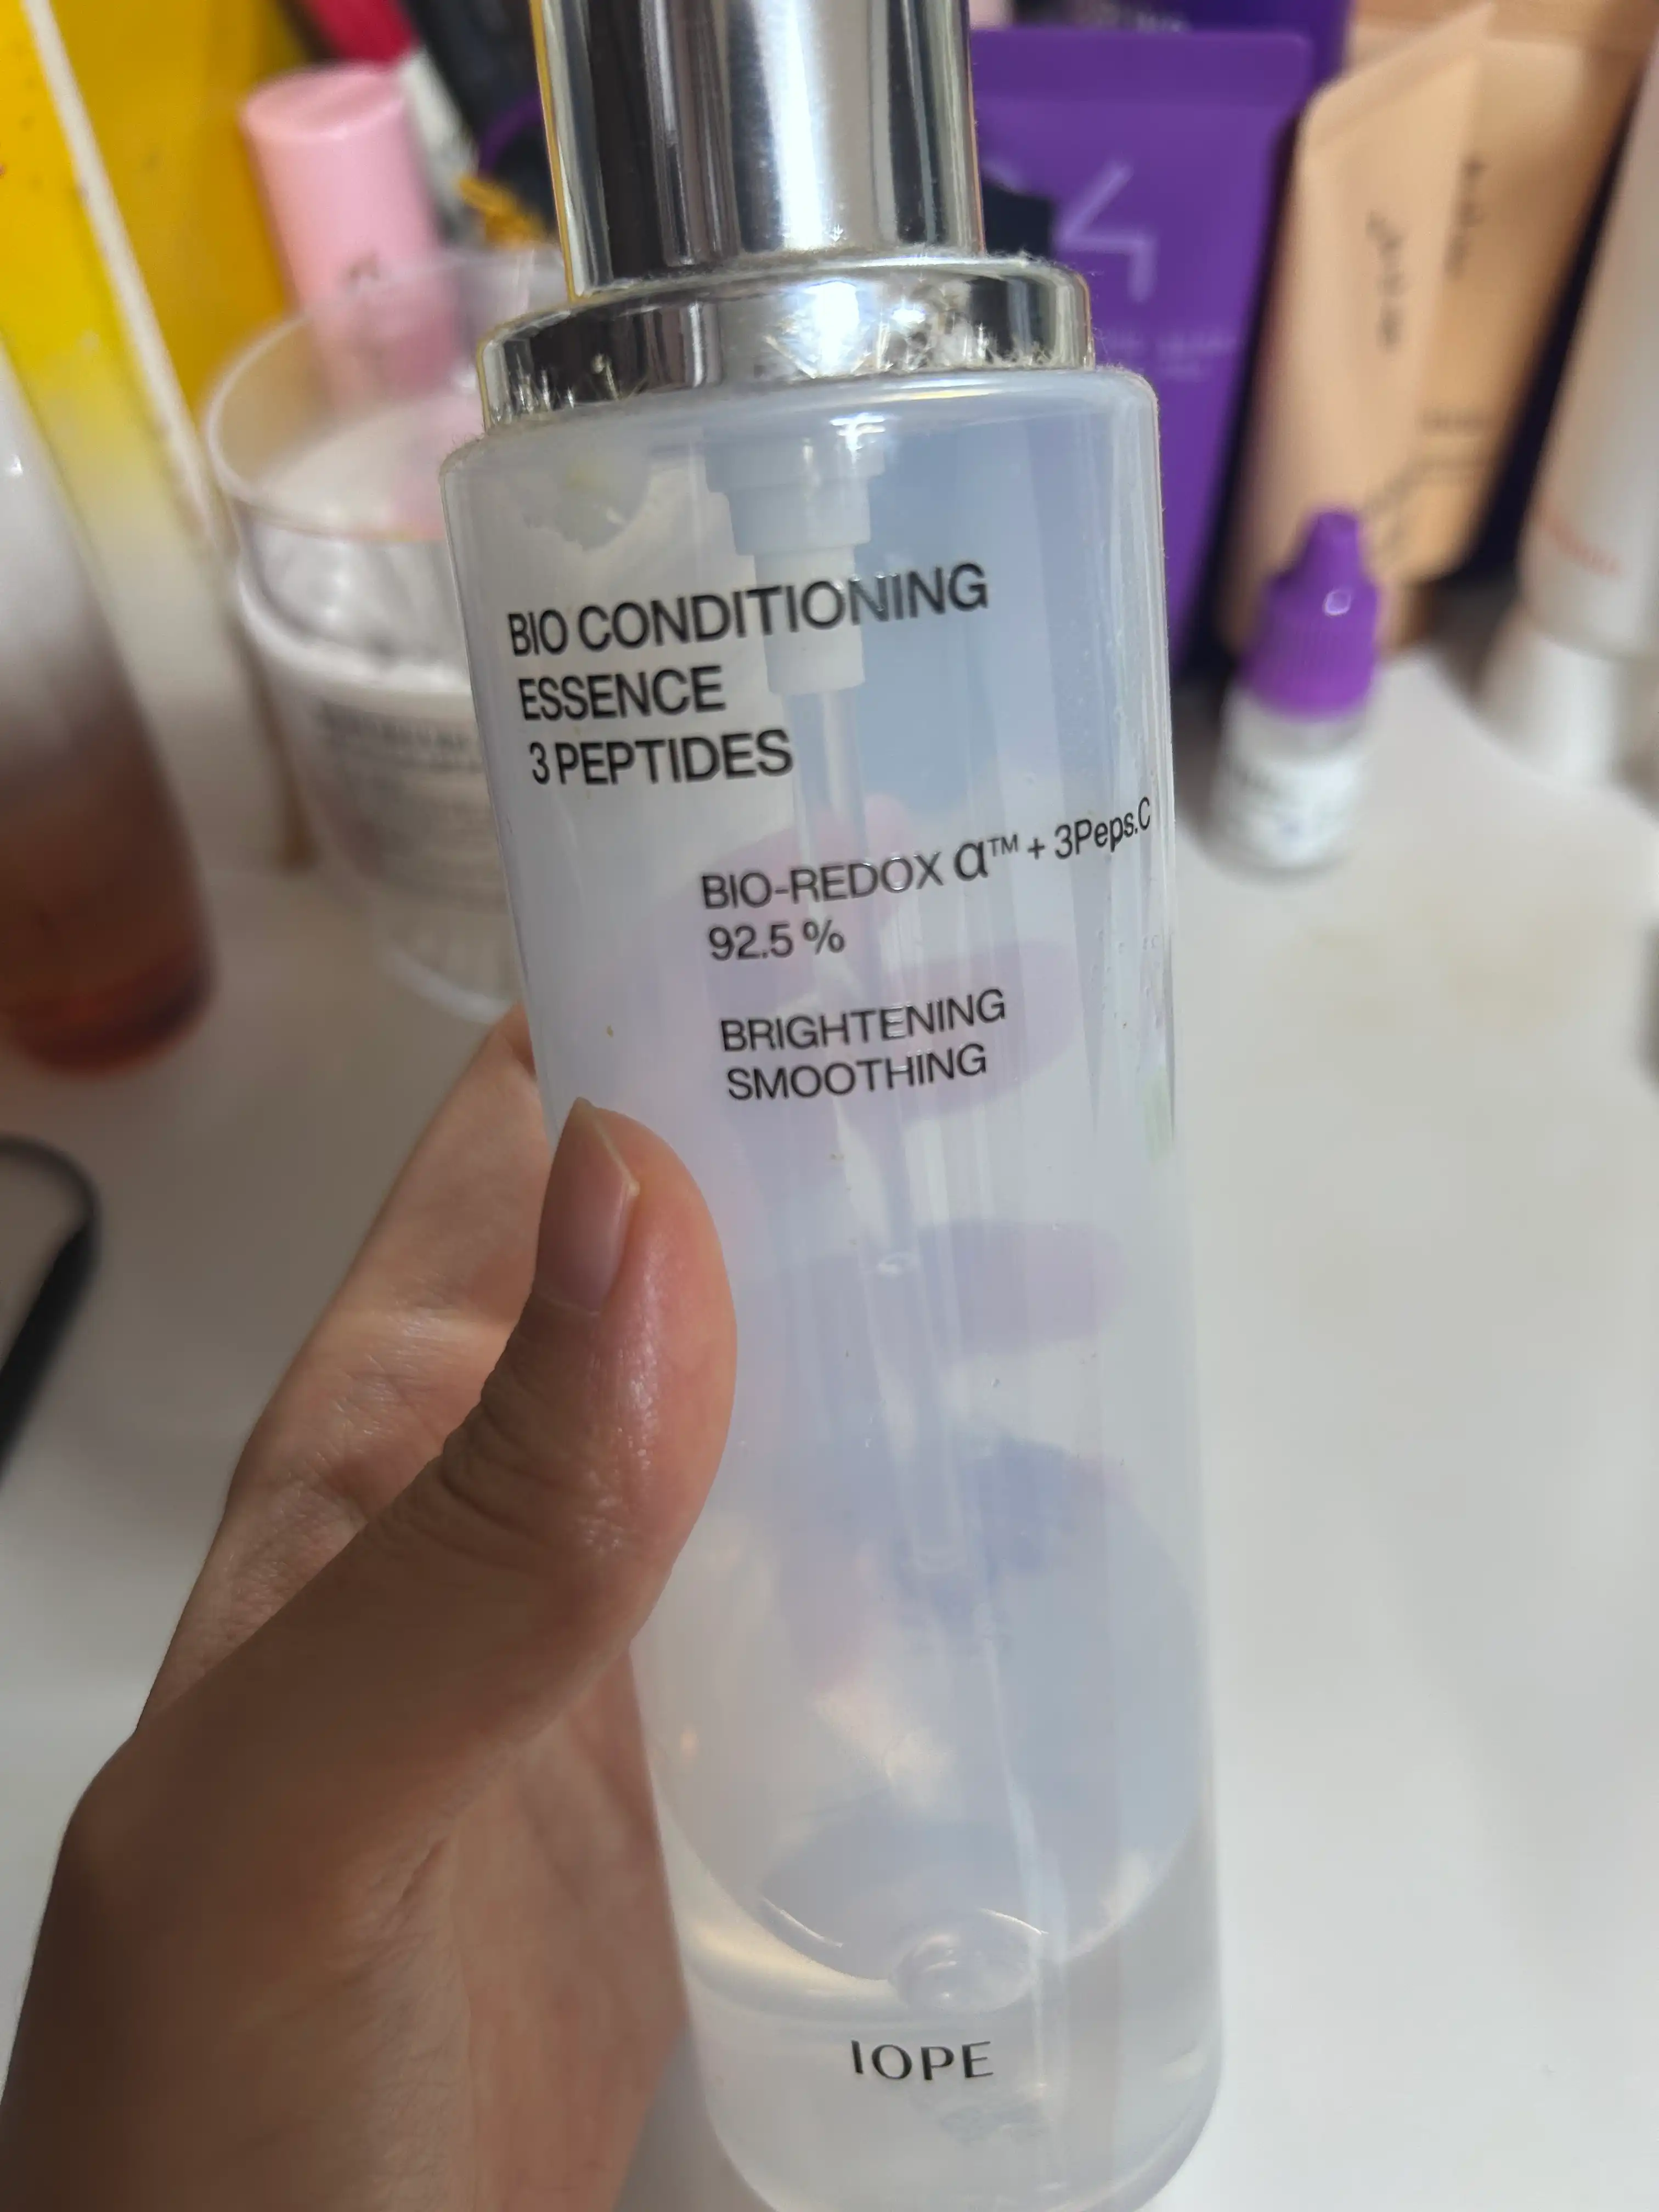 BIO CONDITIONING
ESSENCE
3 PEPTIDES
BIO-REDOX α™ + 3Peps.C
92.5 %
BRIGHTENING
SMOOTHING
IOPE